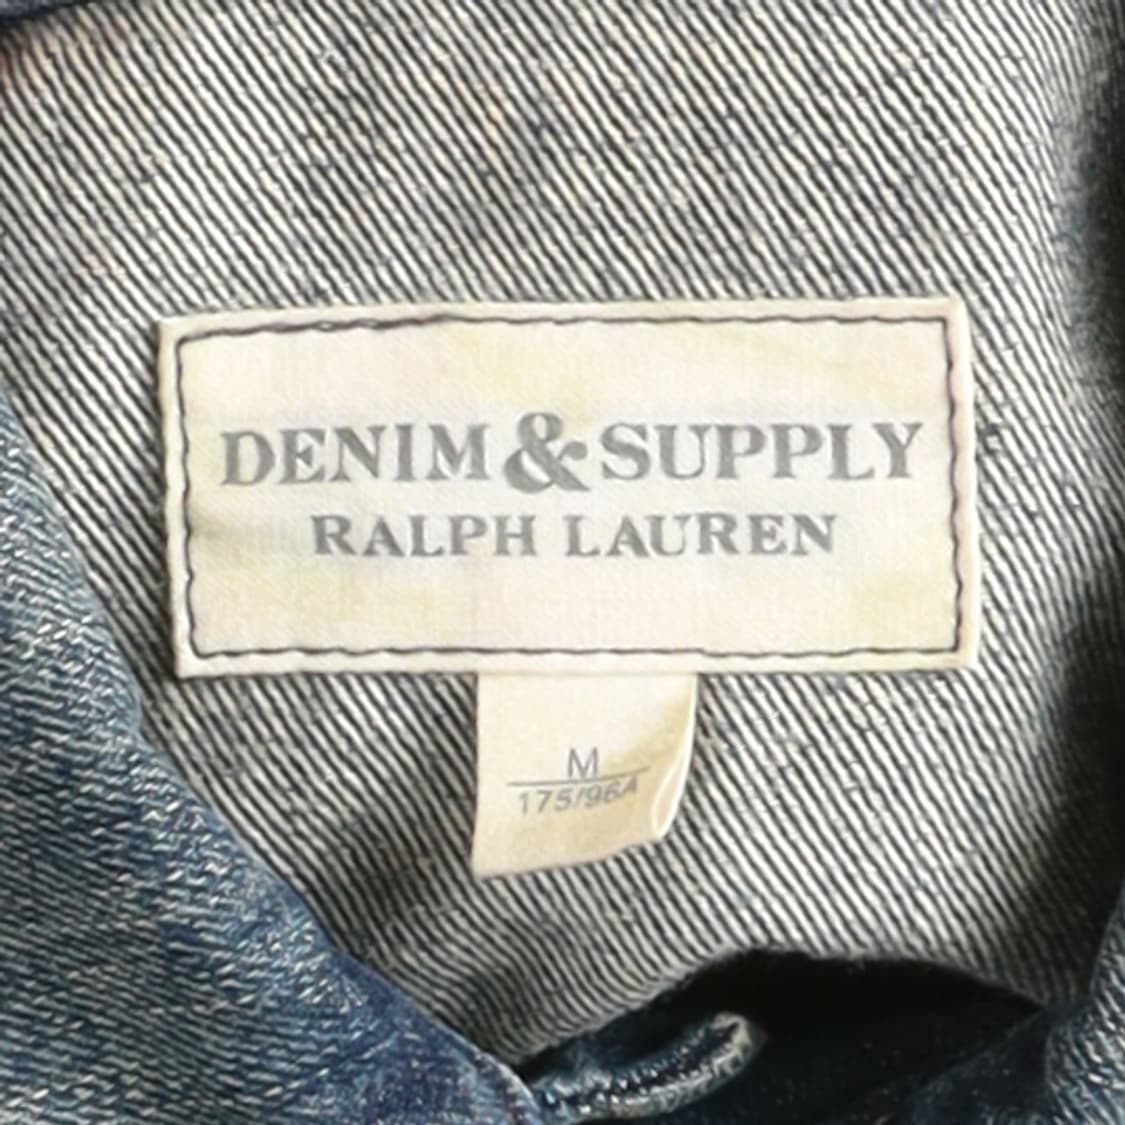 DENIM & SUPPLY
RALPH LAUREN
M
175/96A